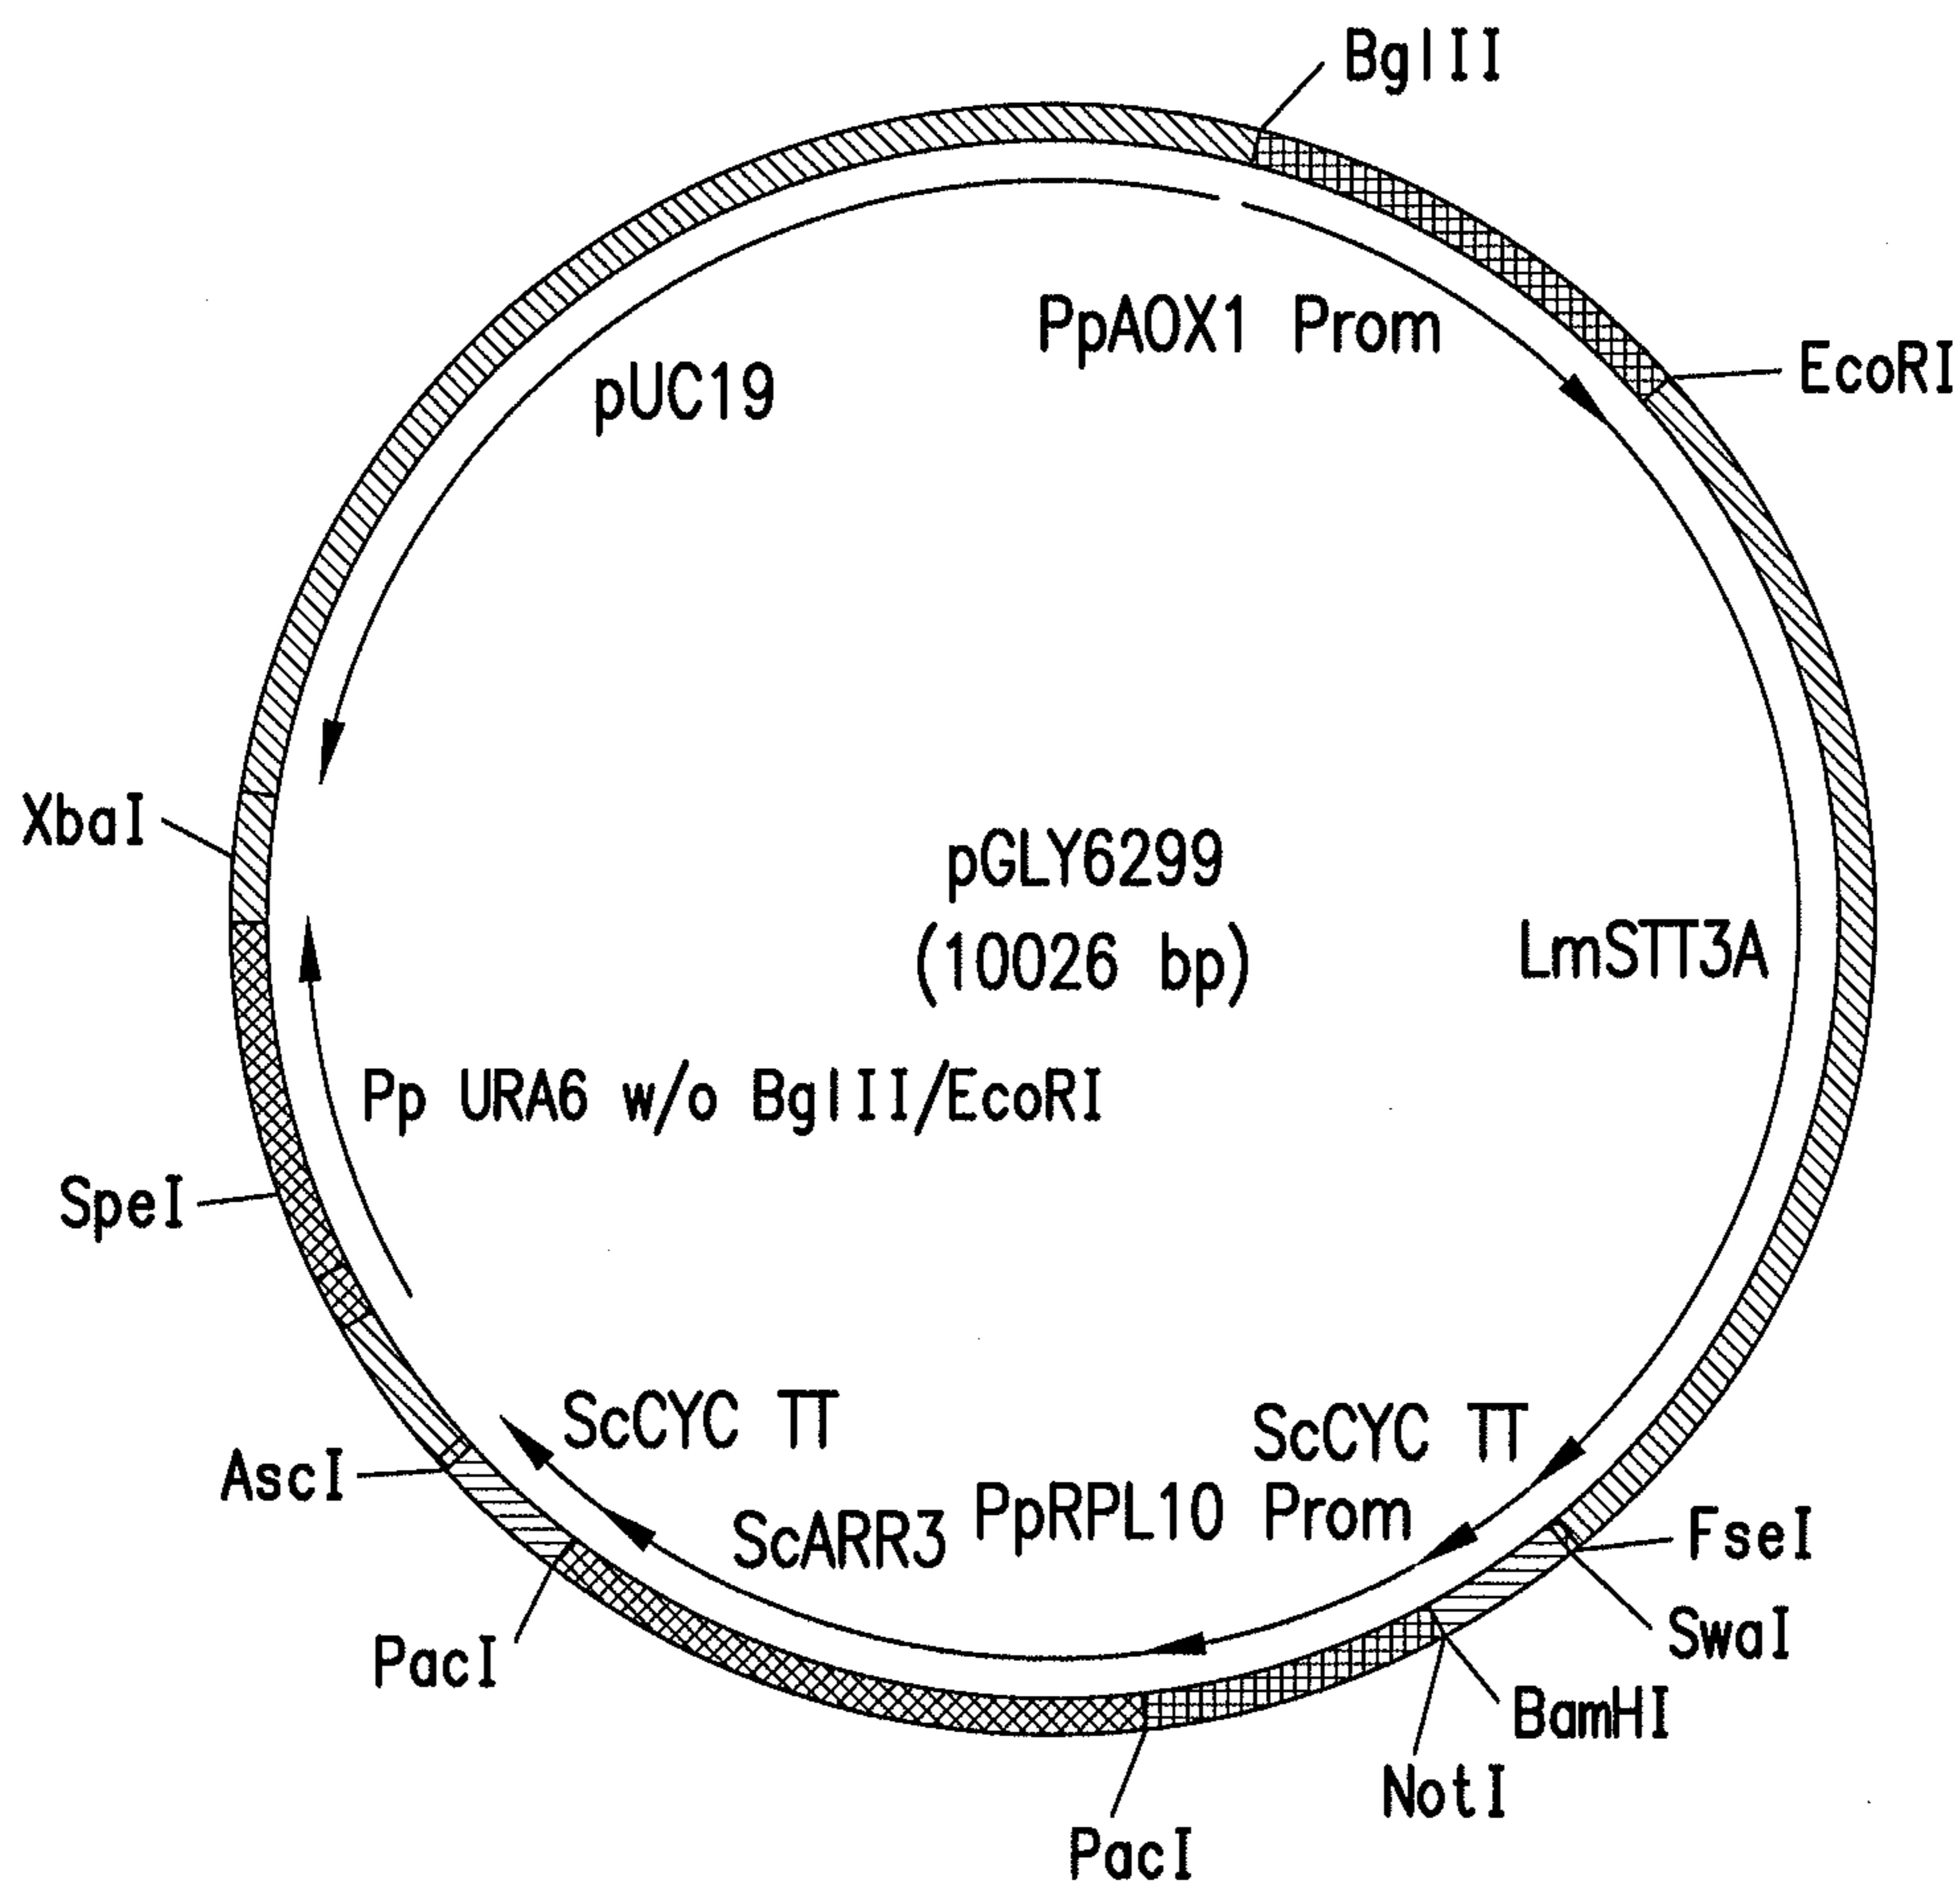 BglII
PpAOX1 Prom
EcoRI
pUC19
XbaI
pGLY6299
(10026 bp)
LmSTT3A
Pp URA6 w/o BglII/EcoRI
SpeI
ScCYC TT
ScCYC TT
AscI
PpRPL10 Prom
ScARR3
FseI
SwaI
PacI
BamHI
NotI
PacI